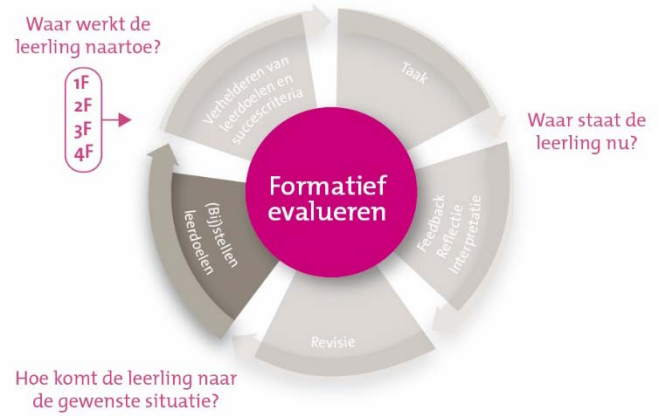 Waar werkt de
leerling naartoe?
1F
2F
3F
4F
Verhelderen van
leerdoelen en
succescriteria
Taak
Waar staat de
leerling nu?
Formatief
evalueren
Feedback
Reflectie
Interpretatie
(Bij)stellen
leerdoelen
Revisie
Hoe komt de leerling naar
de gewenste situatie?